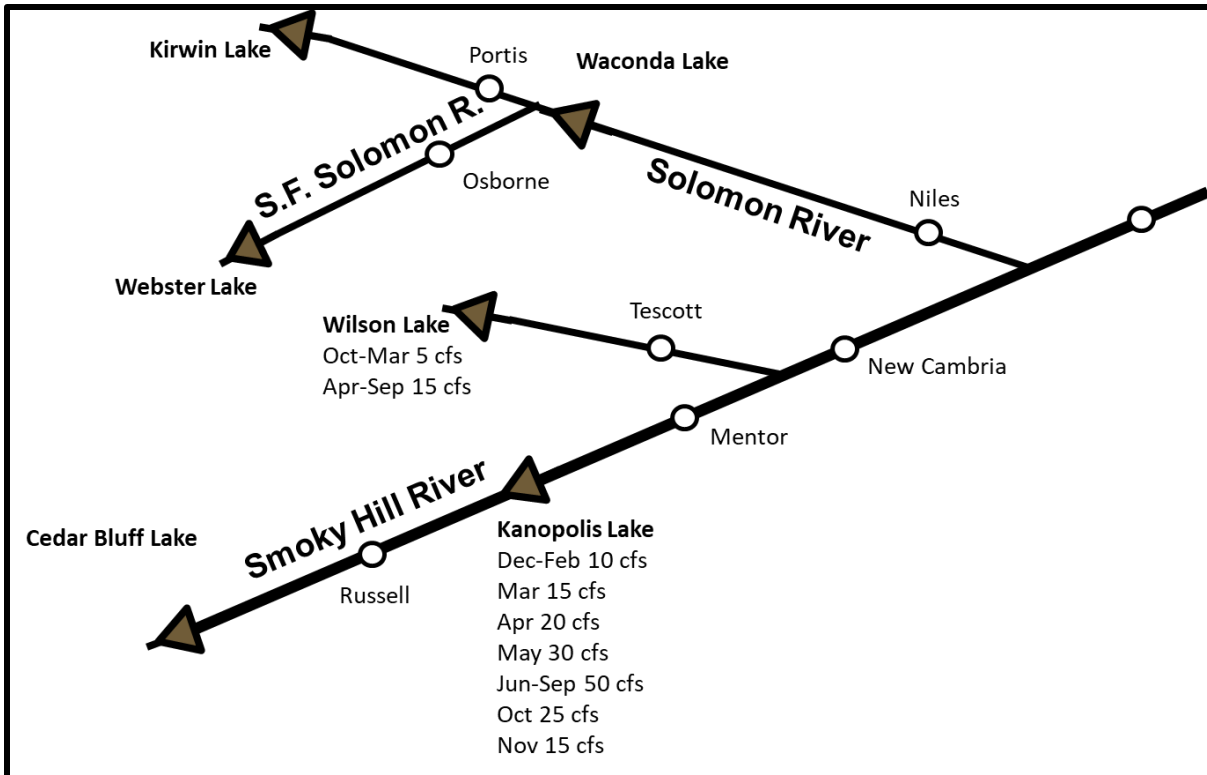 Kirwin Lake
Portis
Waconda Lake
S.F. Solomon R.
Osborne
Solomon River
Niles
Webster Lake
Wilson Lake
Oct-Mar 5 cfs
Apr-Sep 15 cfs
Tescott
New Cambria
Mentor
Smoky Hill River
Cedar Bluff Lake
Russell
Kanopolis Lake
Dec-Feb 10 cfs
Mar 15 cfs
Apr 20 cfs
May 30 cfs
Jun-Sep 50 cfs
Oct 25 cfs
Nov 15 cfs